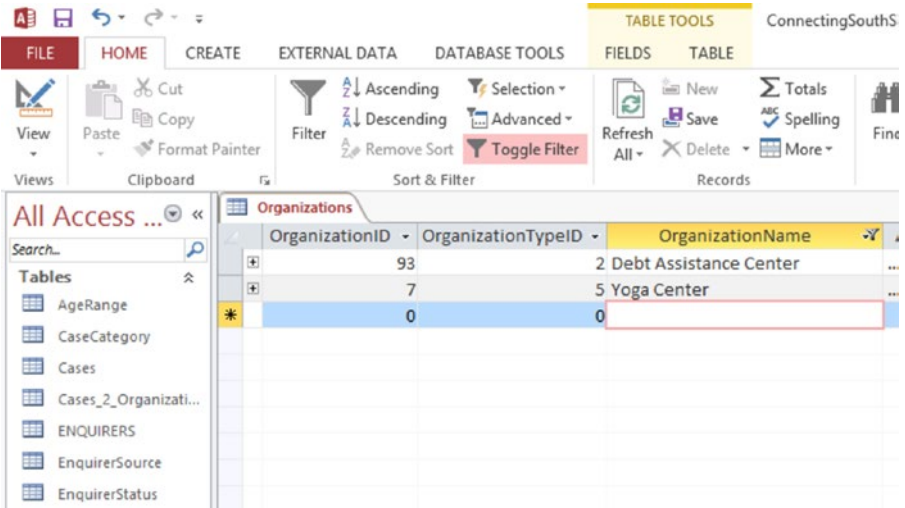 TABLE TOOLS ConnectingSouthS
FILE HOME CREATE EXTERNAL DATA DATABASE TOOLS FIELDS TABLE
View
Paste
Cut
Copy
Format Painter
Filter
Ascending
Descending
Remove Sort
Selection
Advanced
Toggle Filter
Refresh
All
New
Save
Delete
Totals
Spelling
More
Find
Views Clipboard Sort & Filter Records
All Access ...
Search...
Tables
AgeRange
CaseCategory
Cases
Cases_2_Organizati...
ENQUIRERS
EnquirerSource
EnquirerStatus
Organizations
OrganizationID OrganizationTypeID OrganizationName
93 2 Debt Assistance Center ...
7 5 Yoga Center ...
0 0